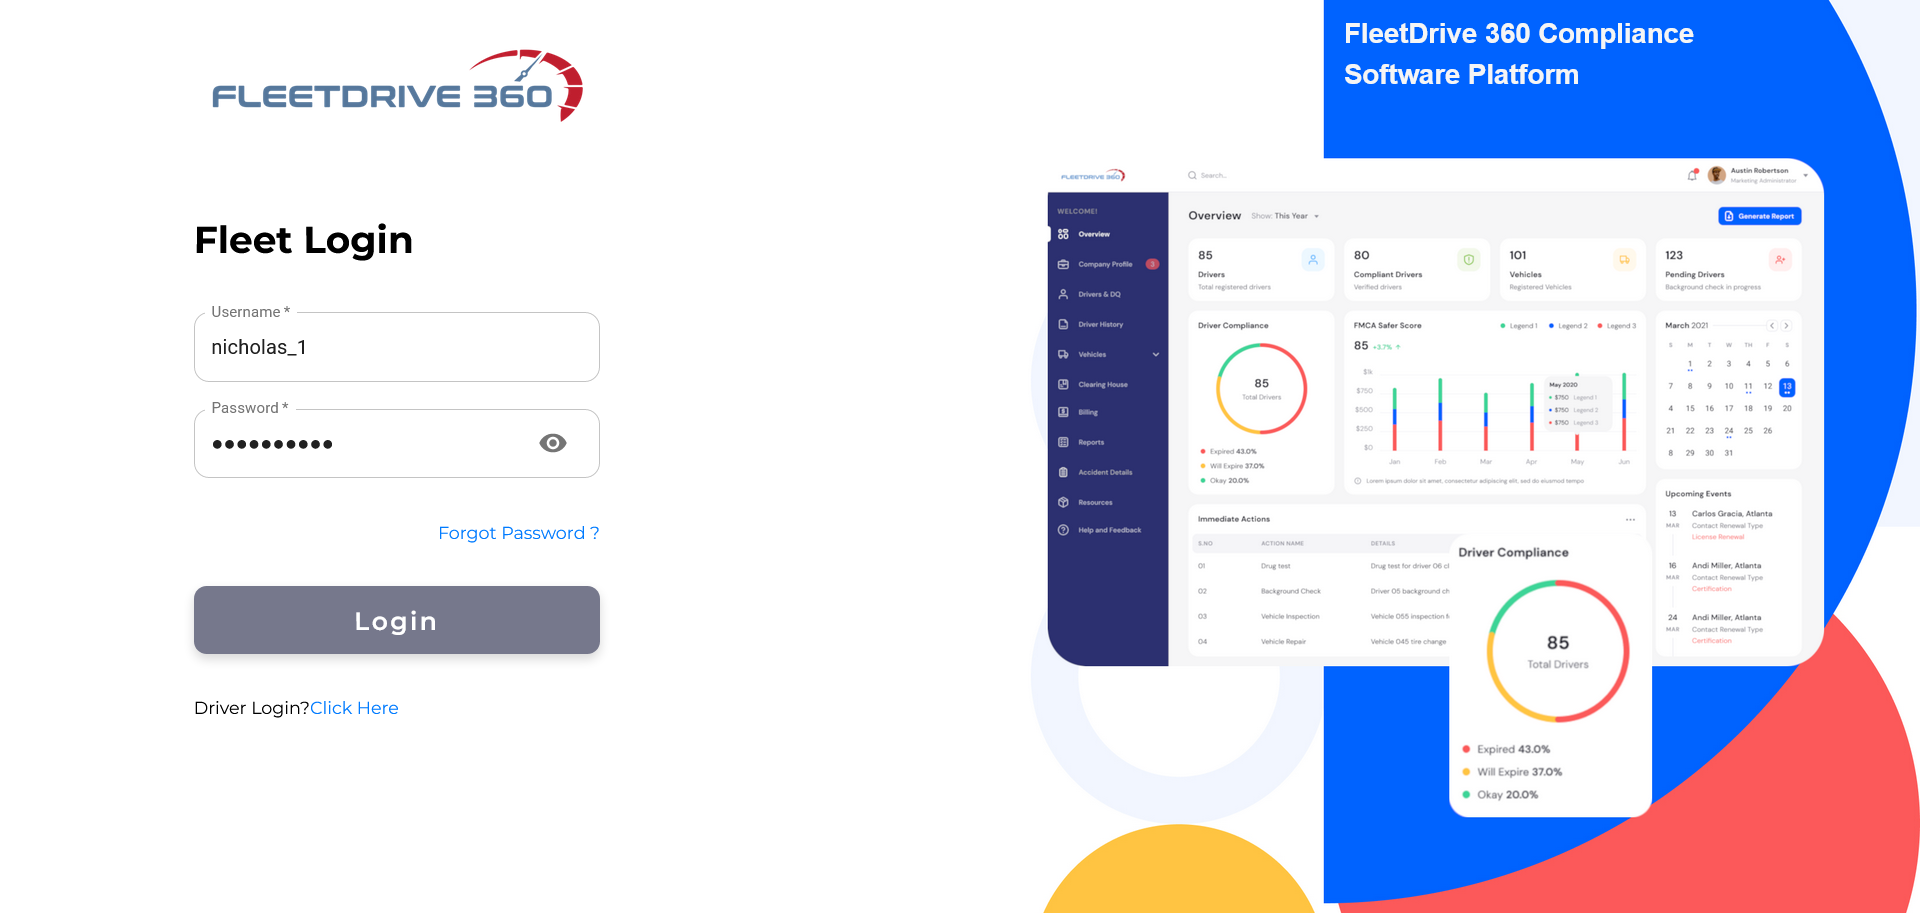 FLEETDRIVE 360
Fleet Login
Username *
nicholas_1
Password *
Forgot Password ?
Login
Driver Login?Click Here
FleetDrive 360 Compliance
Software Platform
FLEETDRIVE 360
Search..
Austin Robertson
Marketing Administrator
WELCOME!
Overview
Company Profile 3
Drivers & DQ
Driver History
Vehicles
Clearing House
Billing
Reports
Accident Details
Resources
Help and Feedback
Overview Show: This Year
Generate Report
85
Drivers
Total registered drivers
80
Compliant Drivers
Verified drivers
101
Vehicles
Registered Vehicles
123
Pending Drivers
Background check in progress
Driver Compliance
85
Total Drivers
Expired 43.0%
Will Expire 37.0%
Okay 20.0%
FMCA Safer Score
Legend 1 Legend 2 Legend 3
85 +3.7%
$1k
$750
$500
$250
$0
May 2020
$750 Legend 1
$750 Legend 2
$750 Legend 3
Jan Feb Mar Apr May Jun
Lorem ipsum dolor sit amet, consectetur adipiscing elit, sed do eiusmod tempo
March 2021
S M T W TH F S
1 2 3 4 5 6
7 8 9 10 11 12 13
4 15 16 17 18 19 20
21 22 23 24 25 26
8 29 30 31
Immediate Actions
S.NO ACTION NAME DETAILS
01 Drug test Drug test for driver 06 cl
02 Background Check Driver 05 background ch
03 Vehicle Inspection Vehicle 055 inspection f
04 Vehicle Repair Vehicle 045 tire change
Upcoming Events
13 Carlos Gracia, Atlanta
MAR Contact Renewal Type
License Renewal
16 Andi Miller, Atlanta
MAR Contact Renewal Type
Certification
24 Andi Miller, Atlanta
MAR Contact Renewal Type
Certification
Driver Compliance
85
Total Drivers
Expired 43.0%
Will Expire 37.0%
Okay 20.0%